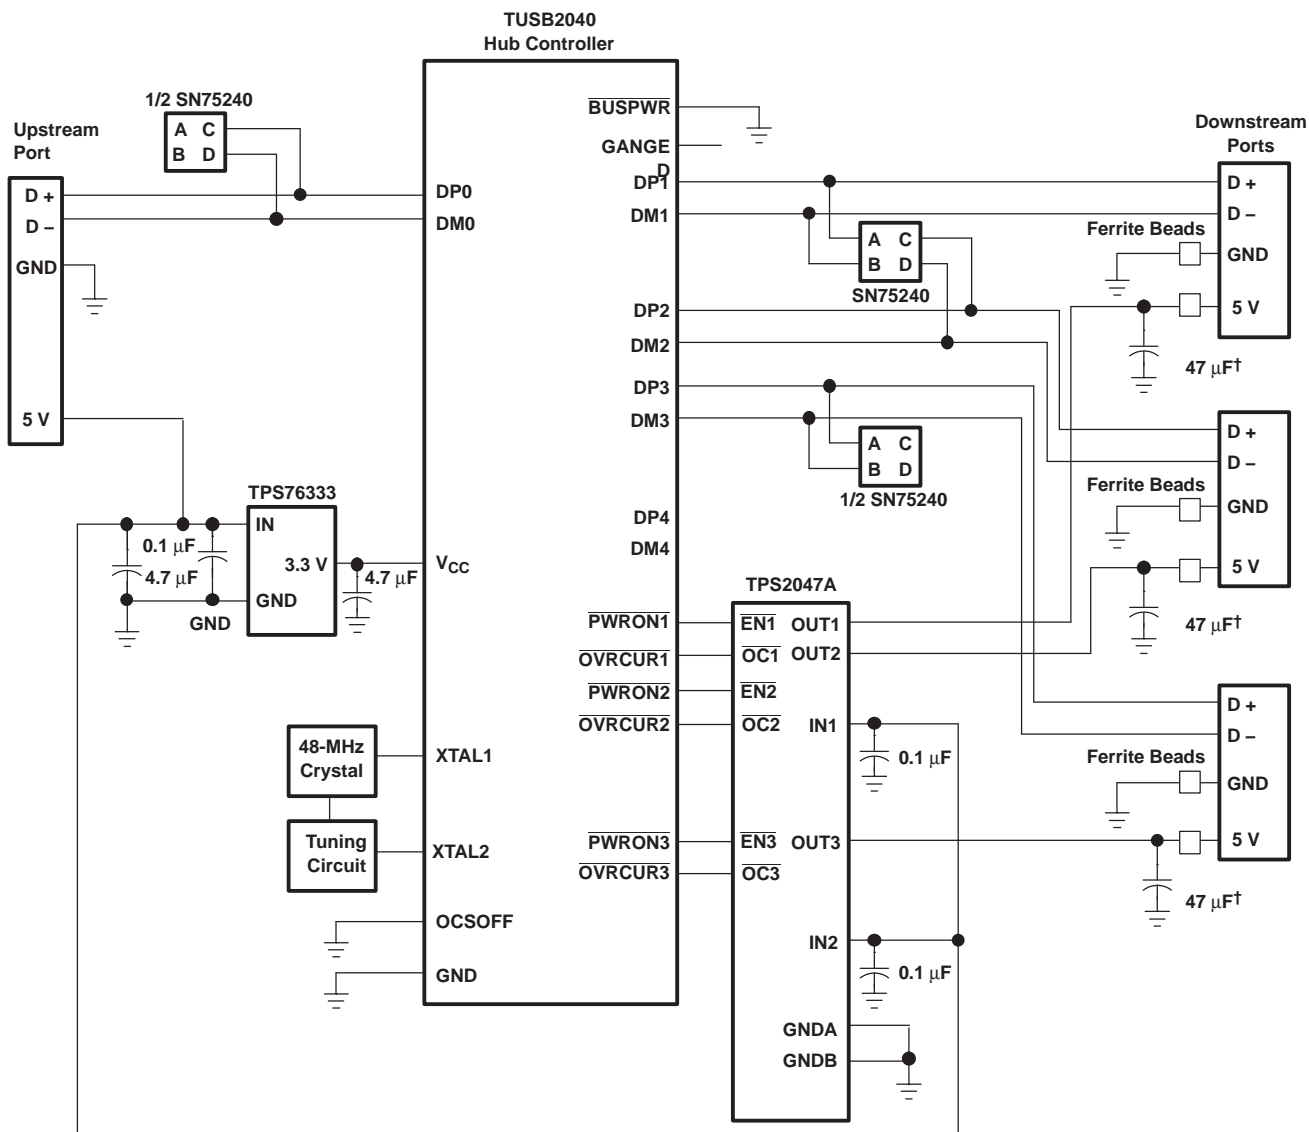 TUSB2040
Hub Controller
1/2 SN75240
A C
B D
Upstream
Port
D +
D −
GND
5 V
BUSPWR
GANGE
D
DP0
DM0
DP1
DM1
A C
B D
SN75240
DP2
DM2
DP3
DM3
A C
B D
1/2 SN75240
DP4
DM4
Downstream
Ports
D +
D −
Ferrite Beads
GND
5 V
47 μF†
D +
D −
Ferrite Beads
GND
5 V
47 μF†
D +
D −
Ferrite Beads
GND
5 V
47 μF†
TPS76333
IN
3.3 V
GND
0.1 μF
4.7 μF
GND
4.7 μF
VCC
TPS2047A
PWRON1
EN1 OUT1
OVRCUR1
OC1 OUT2
PWRON2
EN2
OVRCUR2
OC2
IN1
0.1 μF
48-MHz
Crystal
XTAL1
Tuning
Circuit
XTAL2
PWRON3
EN3 OUT3
OVRCUR3
OC3
OCSOFF
GND
IN2
0.1 μF
GNDA
GNDB